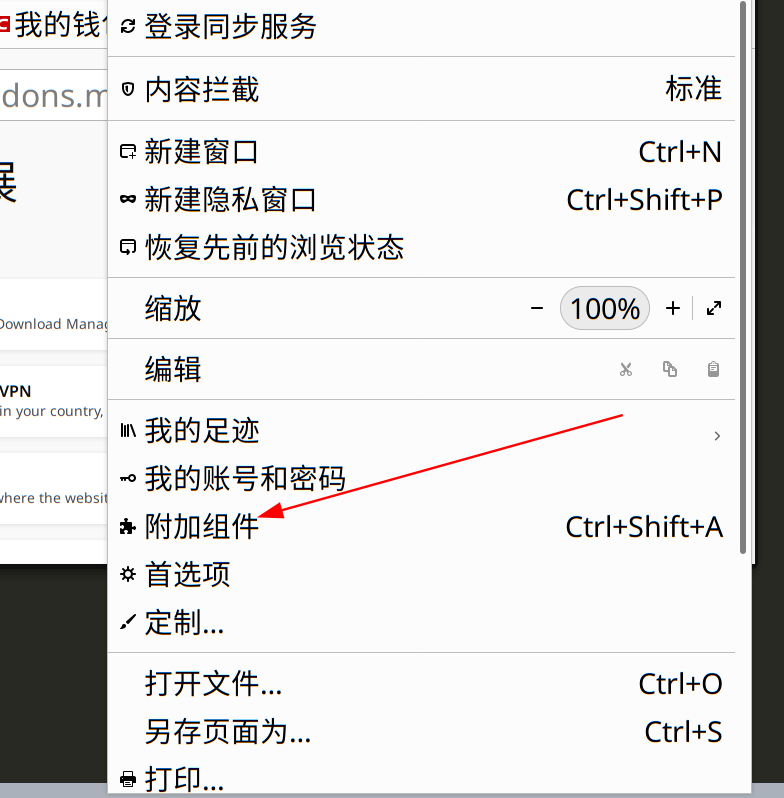 我的钱
登录同步服务
内容拦截 标准
dons.m
新建窗口 Ctrl+N
展
新建隐私窗口 Ctrl+Shift+P
恢复先前的浏览状态
缩放 − 100% +
Download Manag
编辑
VPN
in your country,
我的足迹
我的账号和密码
where the websit
附加组件 Ctrl+Shift+A
首选项
定制...
打开文件... Ctrl+O
另存页面为... Ctrl+S
打印...